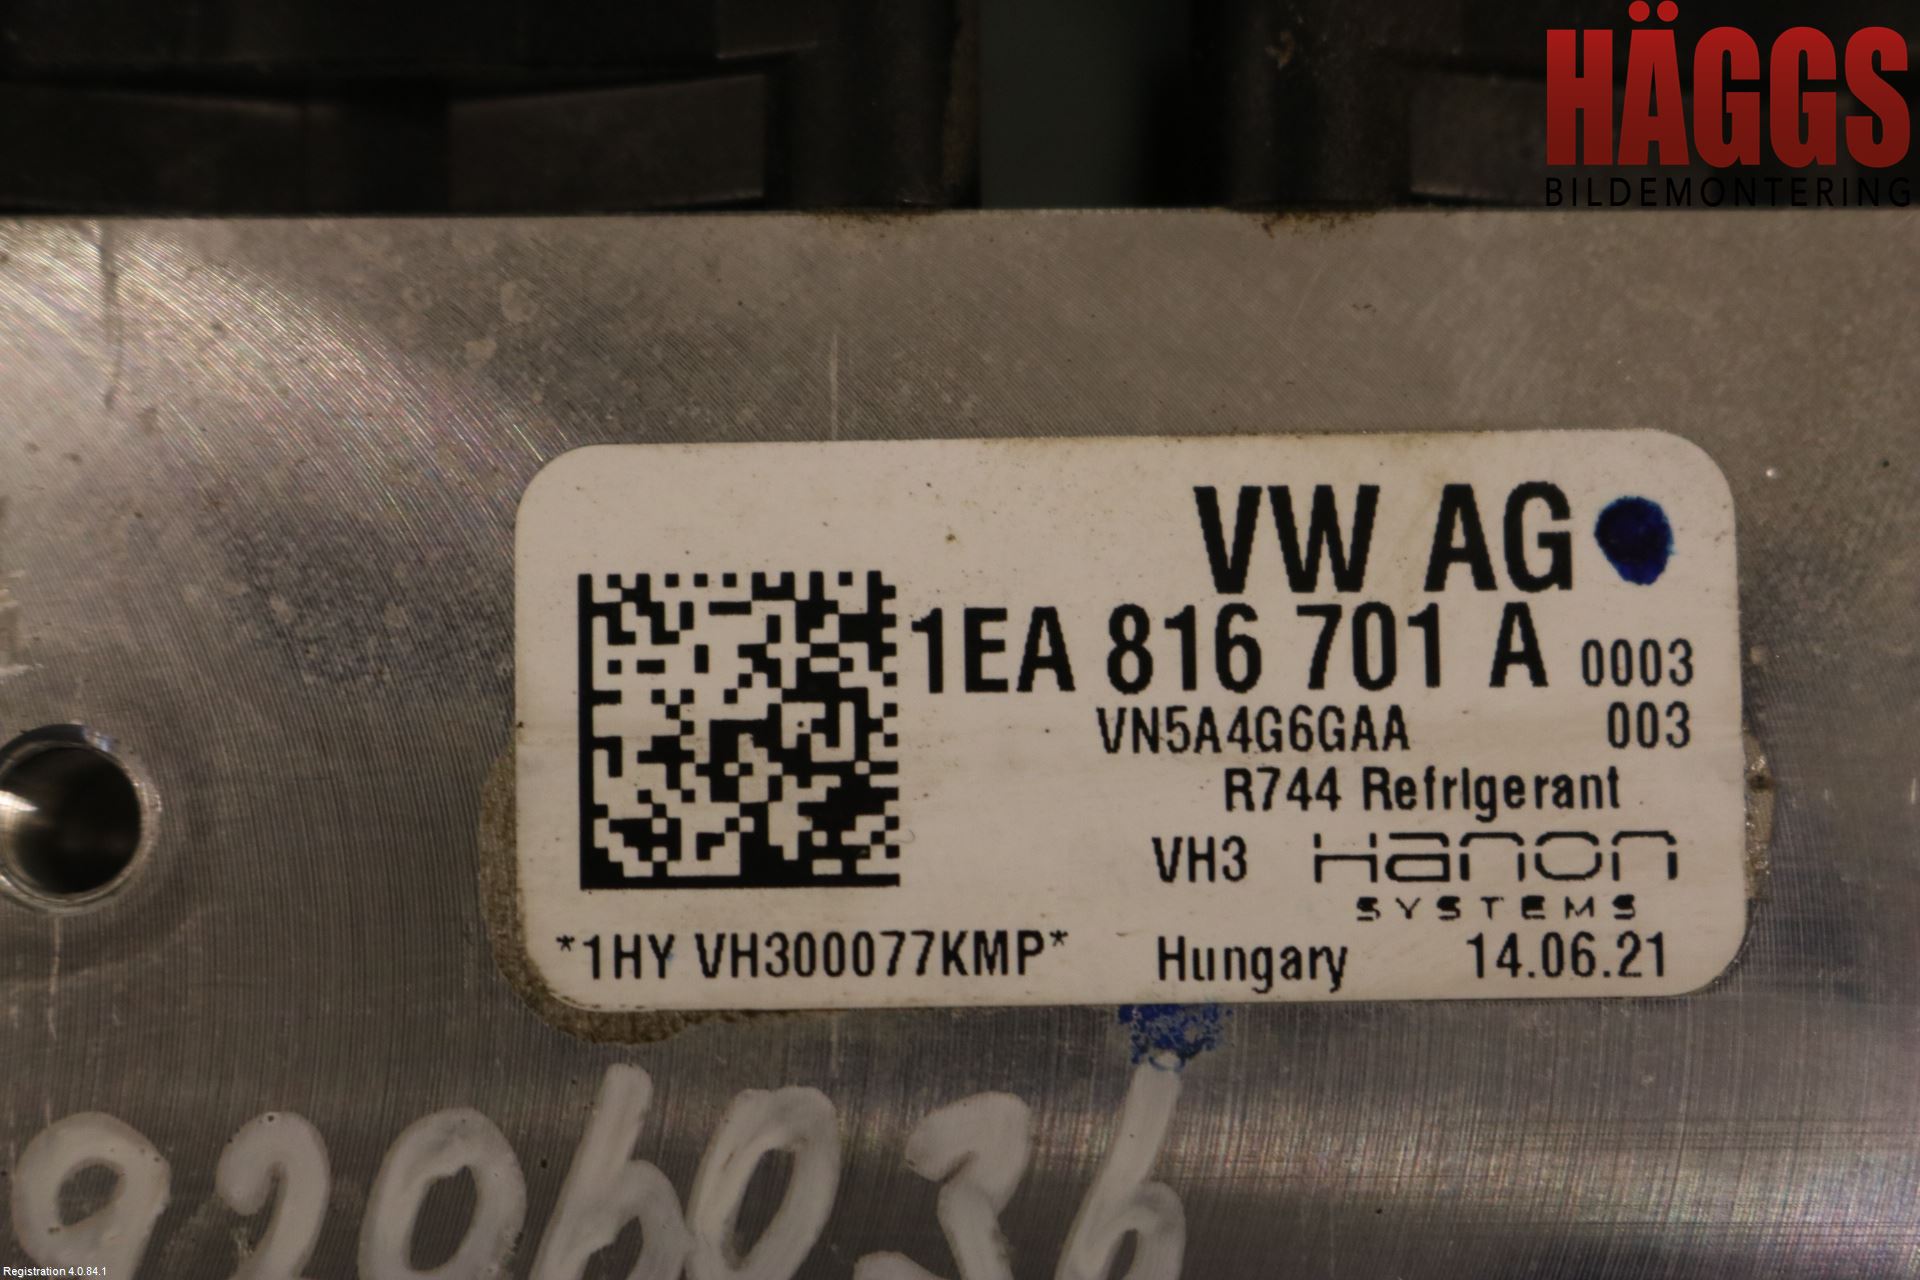 HÄGGS
BILDEMONTERING
VW AG
1EA 816 701 A 0003
VN5A4G6GAA 003
R744 Refrigerant
VH3 Hanon
SYSTEMS
*1HY VH300077KMP* Hungary 14.06.21
9206036
Registration 4.0.84.1